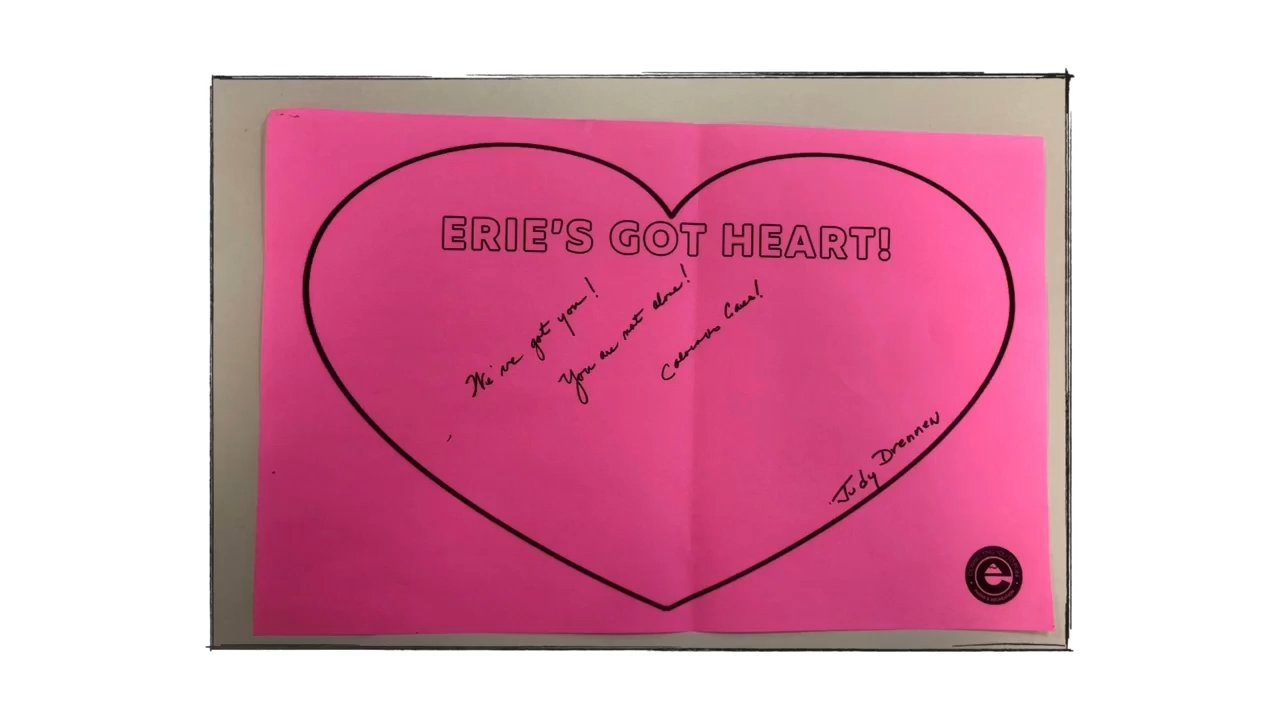 ERIE'S GOT HEART!
We've got you!
You are not alone!
Colorado Cares!
Judy Drennen
e